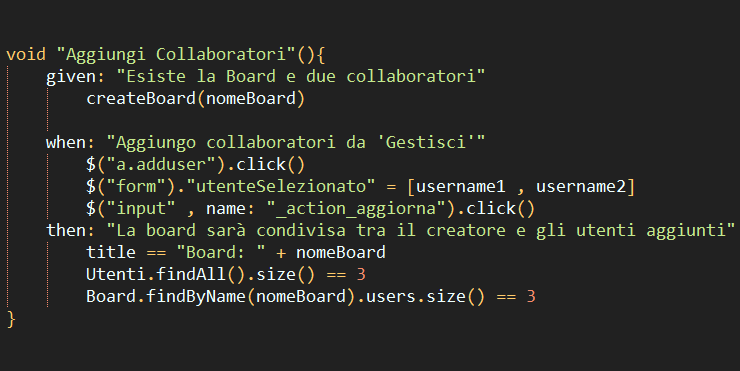 void "Aggiungi Collaboratori"(){
given: "Esiste la Board e due collaboratori"
createBoard(nomeBoard)
when: "Aggiungo collaboratori da 'Gestisci'"
$("a.adduser").click()
$("form")."utenteSelezionato" = [username1 , username2]
$("input" , name: "_action_aggiorna").click()
then: "La board sarà condivisa tra il creatore e gli utenti aggiunti"
title == "Board: " + nomeBoard
Utenti.findAll().size() == 3
Board.findByName(nomeBoard).users.size() == 3
}